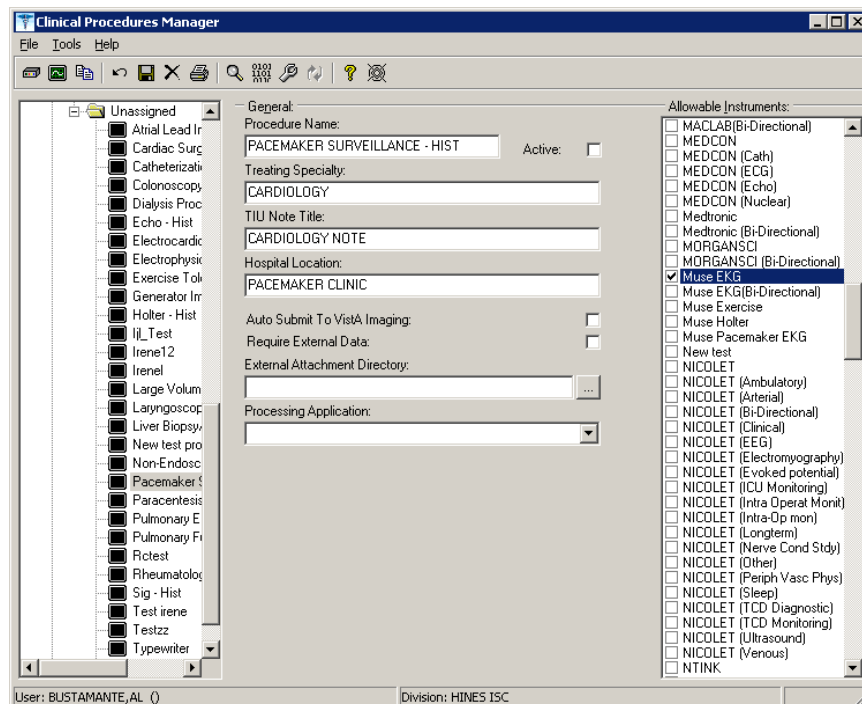 Clinical Procedures Manager
File Tools Help
Unassigned
Atrial Lead Ir
Cardiac Surg
Catheterizati
Colonoscopy
Dialysis Proc
Echo - Hist
Electrocardic
Electrophysic
Exercise Tol
Generator Im
Holter - Hist
Ijl_Test
Irene12
Irenel
Large Volum
Laryngoscop
Liver Biopsy
New test pro
Non-Endosc
Pacemaker S
Paracentesis
Pulmonary E
Pulmonary F
Rctest
Rheumatolog
Sig - Hist
Test irene
Testzz
Typewriter
General:
Procedure Name:
PACEMAKER SURVEILLANCE - HIST
Active:
Treating Specialty:
CARDIOLOGY
TIU Note Title:
CARDIOLOGY NOTE
Hospital Location:
PACEMAKER CLINIC
Auto Submit To VistA Imaging:
Require External Data:
External Attachment Directory:
...
Processing Application:
Allowable Instruments:
MACLAB(Bi-Directional)
MEDCON
MEDCON (Cath)
MEDCON (ECG)
MEDCON (Echo)
MEDCON (Nuclear)
Medtronic
Medtronic (Bi-Directional)
MORGANSCI
MORGANSCI (Bi-Directional)
Muse EKG
Muse EKG(Bi-Directional)
Muse Exercise
Muse Holter
Muse Pacemaker EKG
New test
NICOLET
NICOLET (Ambulatory)
NICOLET (Arterial)
NICOLET (Bi-Directional)
NICOLET (Clinical)
NICOLET (EEG)
NICOLET (Electromyography)
NICOLET (Evoked potential)
NICOLET (ICU Monitoring)
NICOLET (Intra Operat Monit)
NICOLET (Intra-Op mon)
NICOLET (Longterm)
NICOLET (Nerve Cond Stdy)
NICOLET (Other)
NICOLET (Periph Vasc Phys)
NICOLET (Sleep)
NICOLET (TCD Diagnostic)
NICOLET (TCD Monitoring)
NICOLET (Ultrasound)
NICOLET (Venous)
NTINK
User: BUSTAMANTE,AL ()
Division: HINES ISC